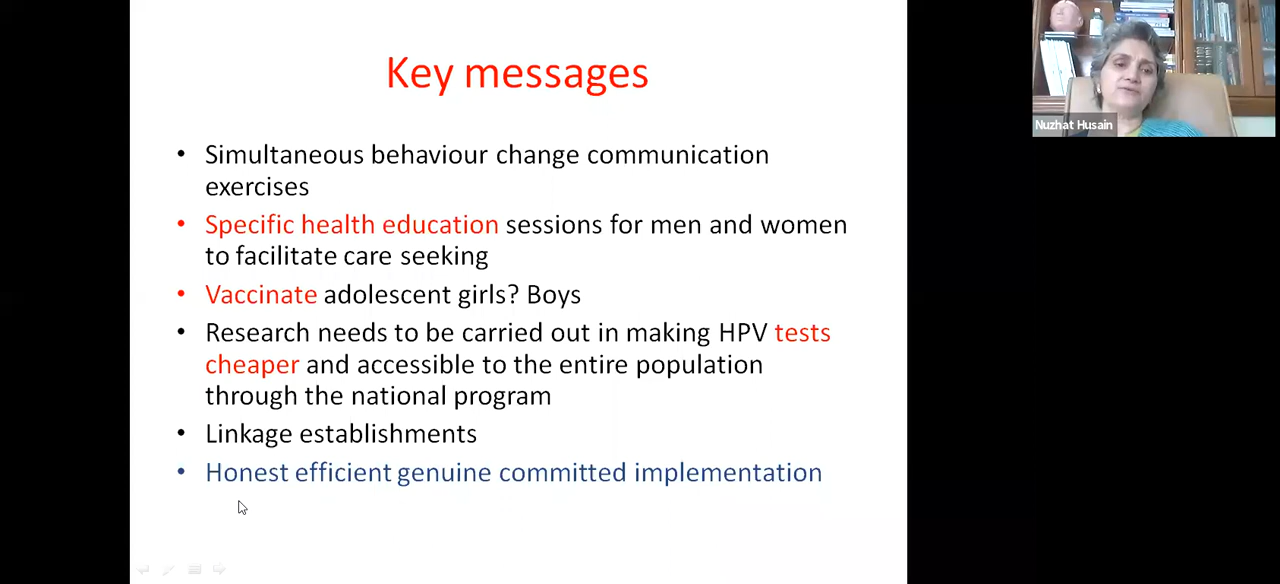 Key messages
• Simultaneous behaviour change communication
exercises
• Specific health education sessions for men and women
to facilitate care seeking
• Vaccinate adolescent girls? Boys
• Research needs to be carried out in making HPV tests
cheaper and accessible to the entire population
through the national program
• Linkage establishments
• Honest efficient genuine committed implementation
Nuzhat Husain